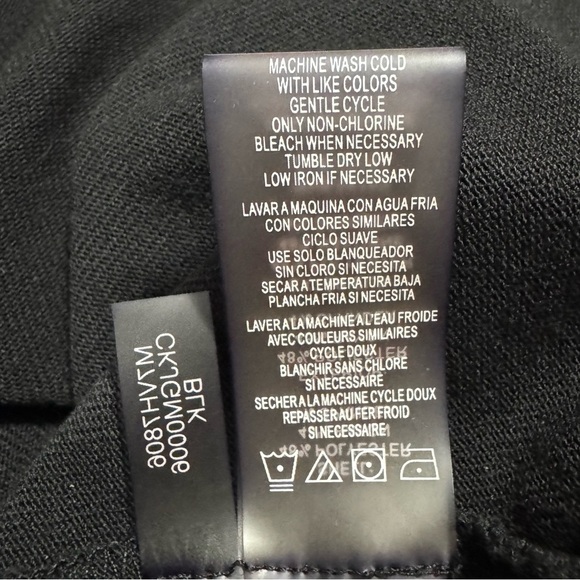 MACHINE WASH COLD
WITH LIKE COLORS
GENTLE CYCLE
ONLY NON-CHLORINE
BLEACH WHEN NECESSARY
TUMBLE DRY LOW
LOW IRON IF NECESSARY
LAVAR A MAQUINA CON AGUA FRIA
CON COLORES SIMILARES
CICLO SUAVE
USE SOLO BLANQUEADOR
SIN CLORO SI NECESITA
SECAR A TEMPERATURA BAJA
PLANCHA FRIA SI NECESITA
LAVER A LA MACHINE A L'EAU FROIDE
AVEC COULEURS SIMILAIRES
CYCLE DOUX
BLANCHIR SANS CHLORE
SI NECESSAIRE
SECHER A LA MACHINE CYCLE DOUX
REPASSER AU FER FROID
SI NECESSAIRE
BLK